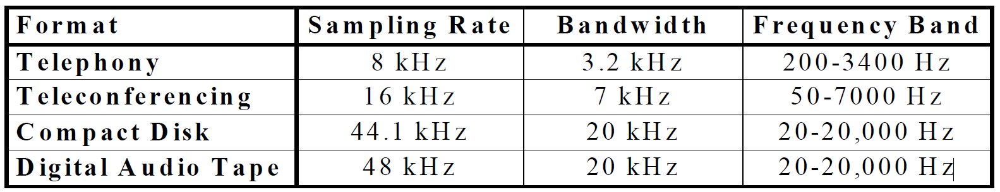 Format Sampling Rate Bandwidth Frequency Band
Telephony 8 kHz 3.2 kHz 200-3400 Hz
Teleconferencing 16 kHz 7 kHz 50-7000 Hz
Compact Disk 44.1 kHz 20 kHz 20-20,000 Hz
Digital Audio Tape 48 kHz 20 kHz 20-20,000 Hz